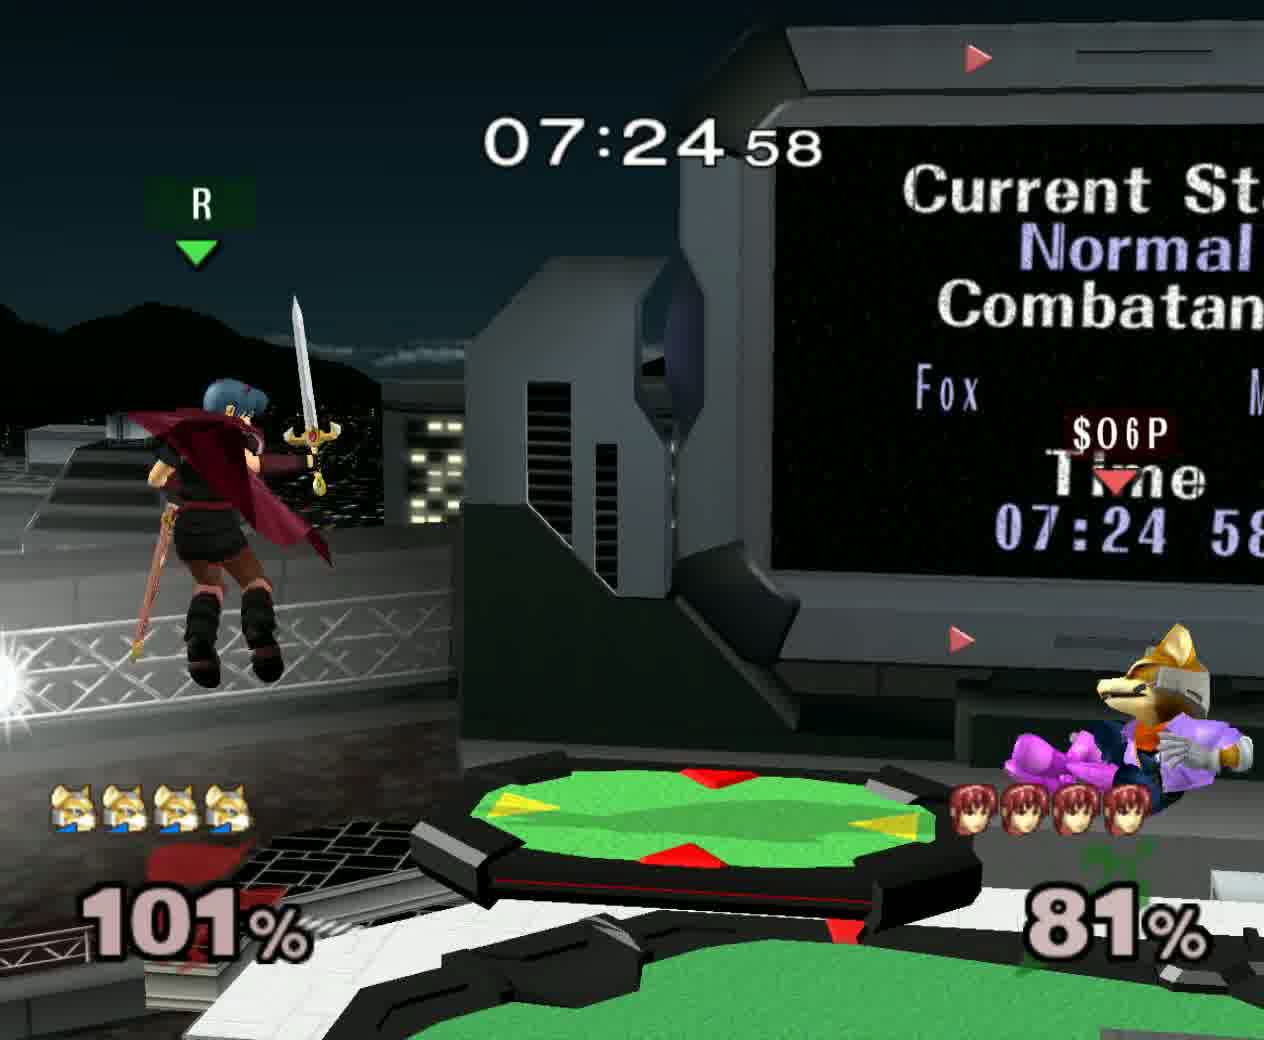 07:24 58
R
Current St
Normal
Combatan
Fox M
$06P
Time
07:24 58
101%
81%